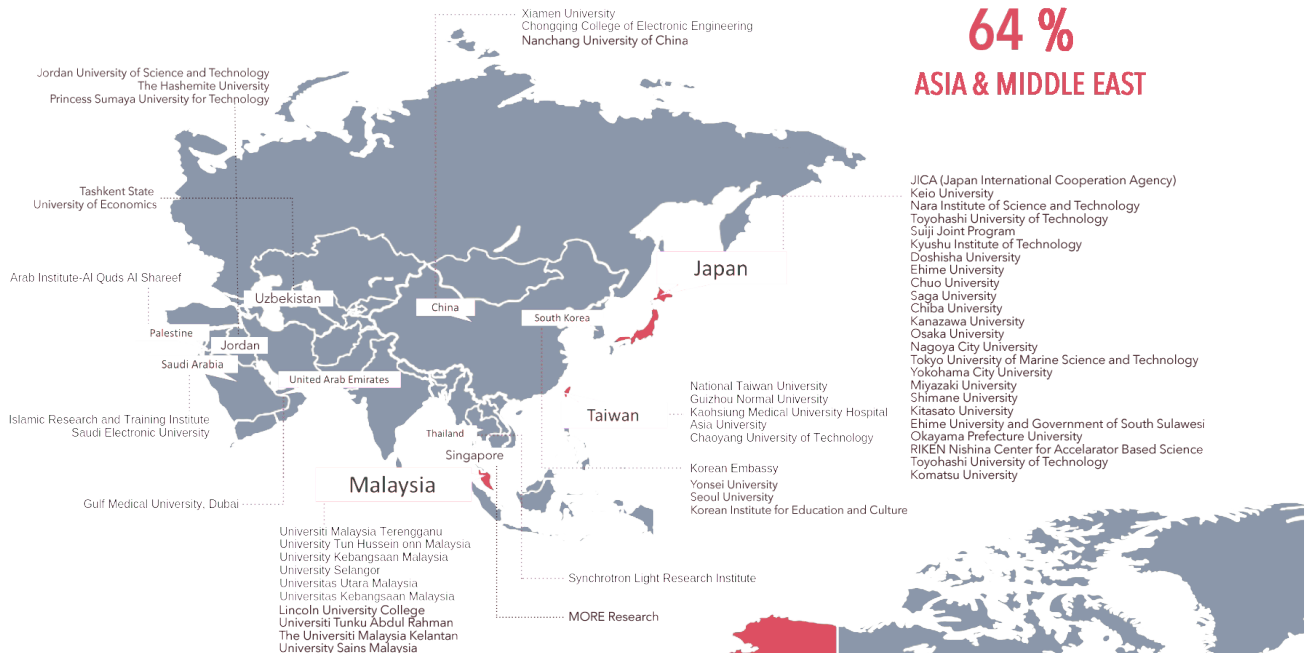 Xiamen University
Chongqing College of Electronic Engineering
Nanchang University of China
64 %
ASIA & MIDDLE EAST
Jordan University of Science and Technology
The Hashemite University
Princess Sumaya University for Technology
Tashkent State
University of Economics
Arab Institute-Al Quds Al Shareef
Uzbekistan
Palestine
Jordan
Saudi Arabia
United Arab Emirates
China
South Korea
Japan
Taiwan
Thailand
Singapore
Malaysia
Islamic Research and Training Institute
Saudi Electronic University
Gulf Medical University, Dubai
JICA (Japan International Cooperation Agency)
Keio University
Nara Institute of Science and Technology
Toyohashi University of Technology
Suiji Joint Program
Kyushu Institute of Technology
Doshisha University
Ehime University
Chuo University
Saga University
Chiba University
Kanazawa University
Osaka University
Nagoya City University
Tokyo University of Marine Science and Technology
Yokohama City University
Miyazaki University
Shimane University
Kitasato University
Ehime University and Government of South Sulawesi
Okayama Prefecture University
RIKEN Nishina Center for Accelarator Based Science
Toyohashi University of Technology
Komatsu University
National Taiwan University
Guizhou Normal University
Kaohsiung Medical University Hospital
Asia University
Chaoyang University of Technology
Korean Embassy
Yonsei University
Seoul University
Korean Institute for Education and Culture
Universiti Malaysia Terengganu
University Tun Hussein onn Malaysia
University Kebangsaan Malaysia
University Selangor
Universitas Utara Malaysia
Universitas Kebangsaan Malaysia
Lincoln University College
Universiti Tunku Abdul Rahman
The Universiti Malaysia Kelantan
University Sains Malaysia
Synchrotron Light Research Institute
MORE Research